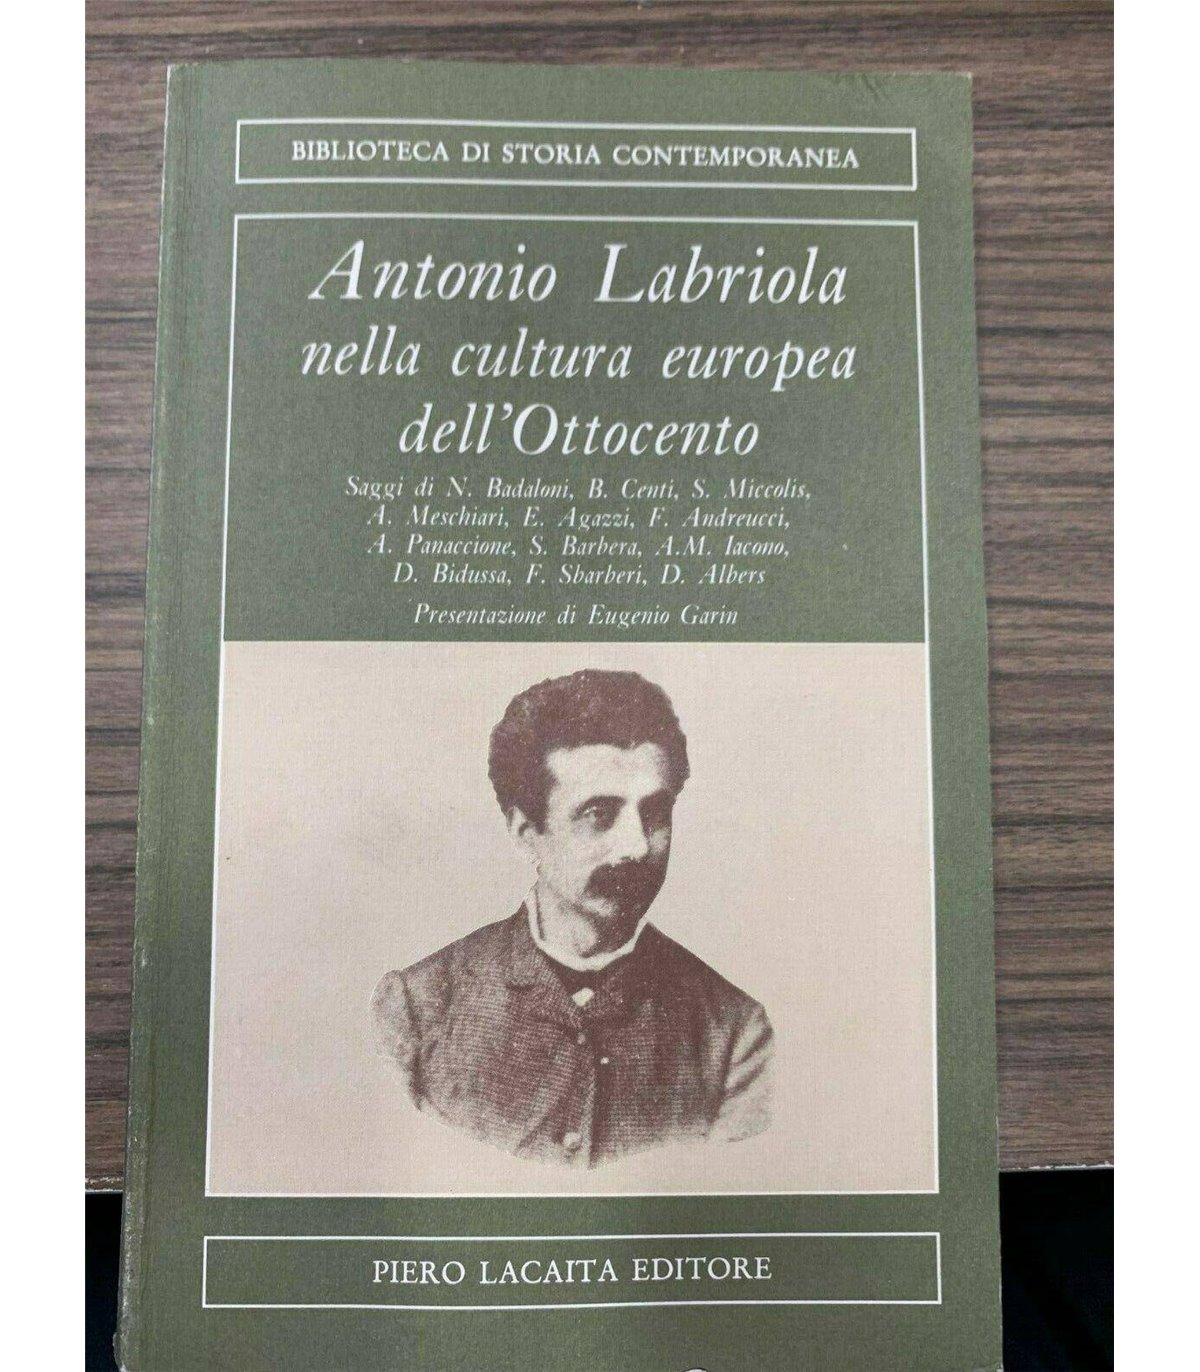 BIBLIOTECA DI STORIA CONTEMPORANEA
Antonio Labriola
nella cultura europea
dell'Ottocento
Saggi di N. Badaloni, B. Centi, S. Miccolis,
A. Meschiari, E. Agazzi, F. Andreucci,
A. Panaccione, S. Barbera, A.M. Iacono,
D. Bidussa, F. Sbarberi, D. Albers
Presentazione di Eugenio Garin
PIERO LACAITA EDITORE